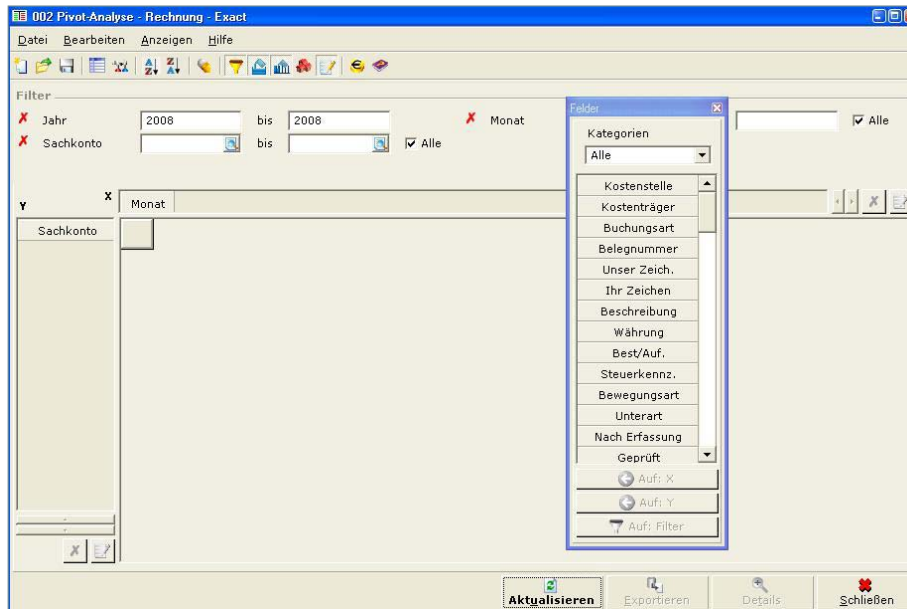 002 Pivot-Analyse - Rechnung - Exact
Datei Bearbeiten Anzeigen Hilfe
Filter
Jahr 2008 bis 2008 Monat Alle
Sachkonto bis Alle
Felder
Kategorien
Alle
Kostenstelle
Kostenträger
Buchungsart
Belegnummer
Unser Zeich.
Ihr Zeichen
Beschreibung
Währung
Best/Auf.
Steuerkennz.
Bewegungsart
Unterart
Nach Erfassung
Geprüft
Auf: X
Auf: Y
Auf: Filter
Y X Monat
Sachkonto
Aktualisieren Exportieren Details Schließen